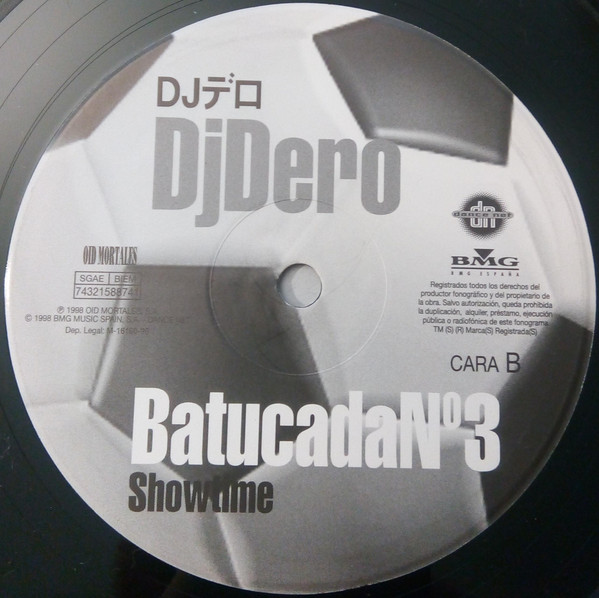 DJデロ
DjDero
dance net
dn
BMG
BMG ESPAÑA
OID MORTALES
SGAE BIEM
74321588741
Ⓟ 1998 OID MORTALES, S.A.
© 1998 BMG MUSIC SPAIN, S.A. - DANCE NET
Dep. Legal: M-18160-98
Registrados todos los derechos del
productor fonográfico y del propietario de
la obra. Salvo autorización, queda prohibida
la duplicación, alquiler, préstamo, ejecución
pública o radiofónica de este fonograma.
TM (S) (R) Marca(S) Registrada(S)
CARA B
BatucadaNº3
Showtime